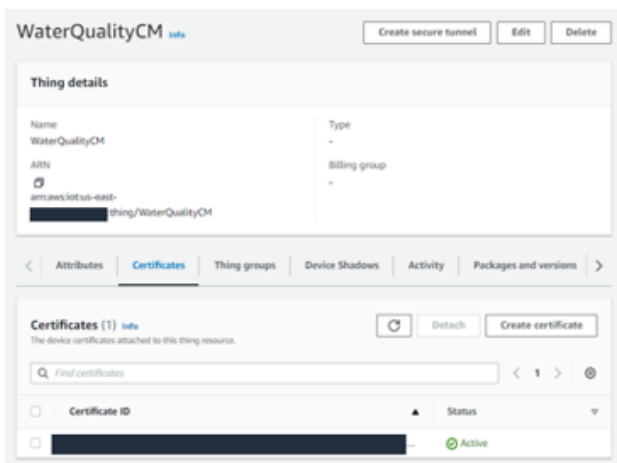 WaterQualityCM Info
Create secure tunnel Edit Delete
Thing details
Name
WaterQualityCM
Type
-
ARN
arn:aws:iot:us-east-
:thing/WaterQualityCM
Billing group
-
Attributes Certificates Thing groups Device Shadows Activity Packages and versions
Certificates (1) Info
The device certificates attached to this thing resource.
Detach Create certificate
Find certificates
1
Certificate ID Status
... Active